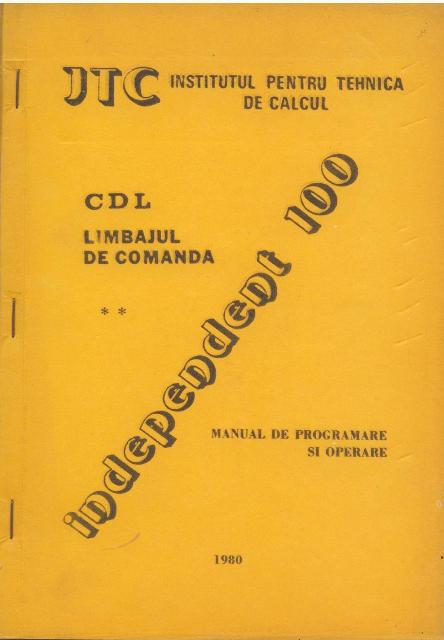 ITC INSTITUTUL PENTRU TEHNICA
DE CALCUL
CDL
LIMBAJUL
DE COMANDA
* *
independent 100
MANUAL DE PROGRAMARE
SI OPERARE
1980